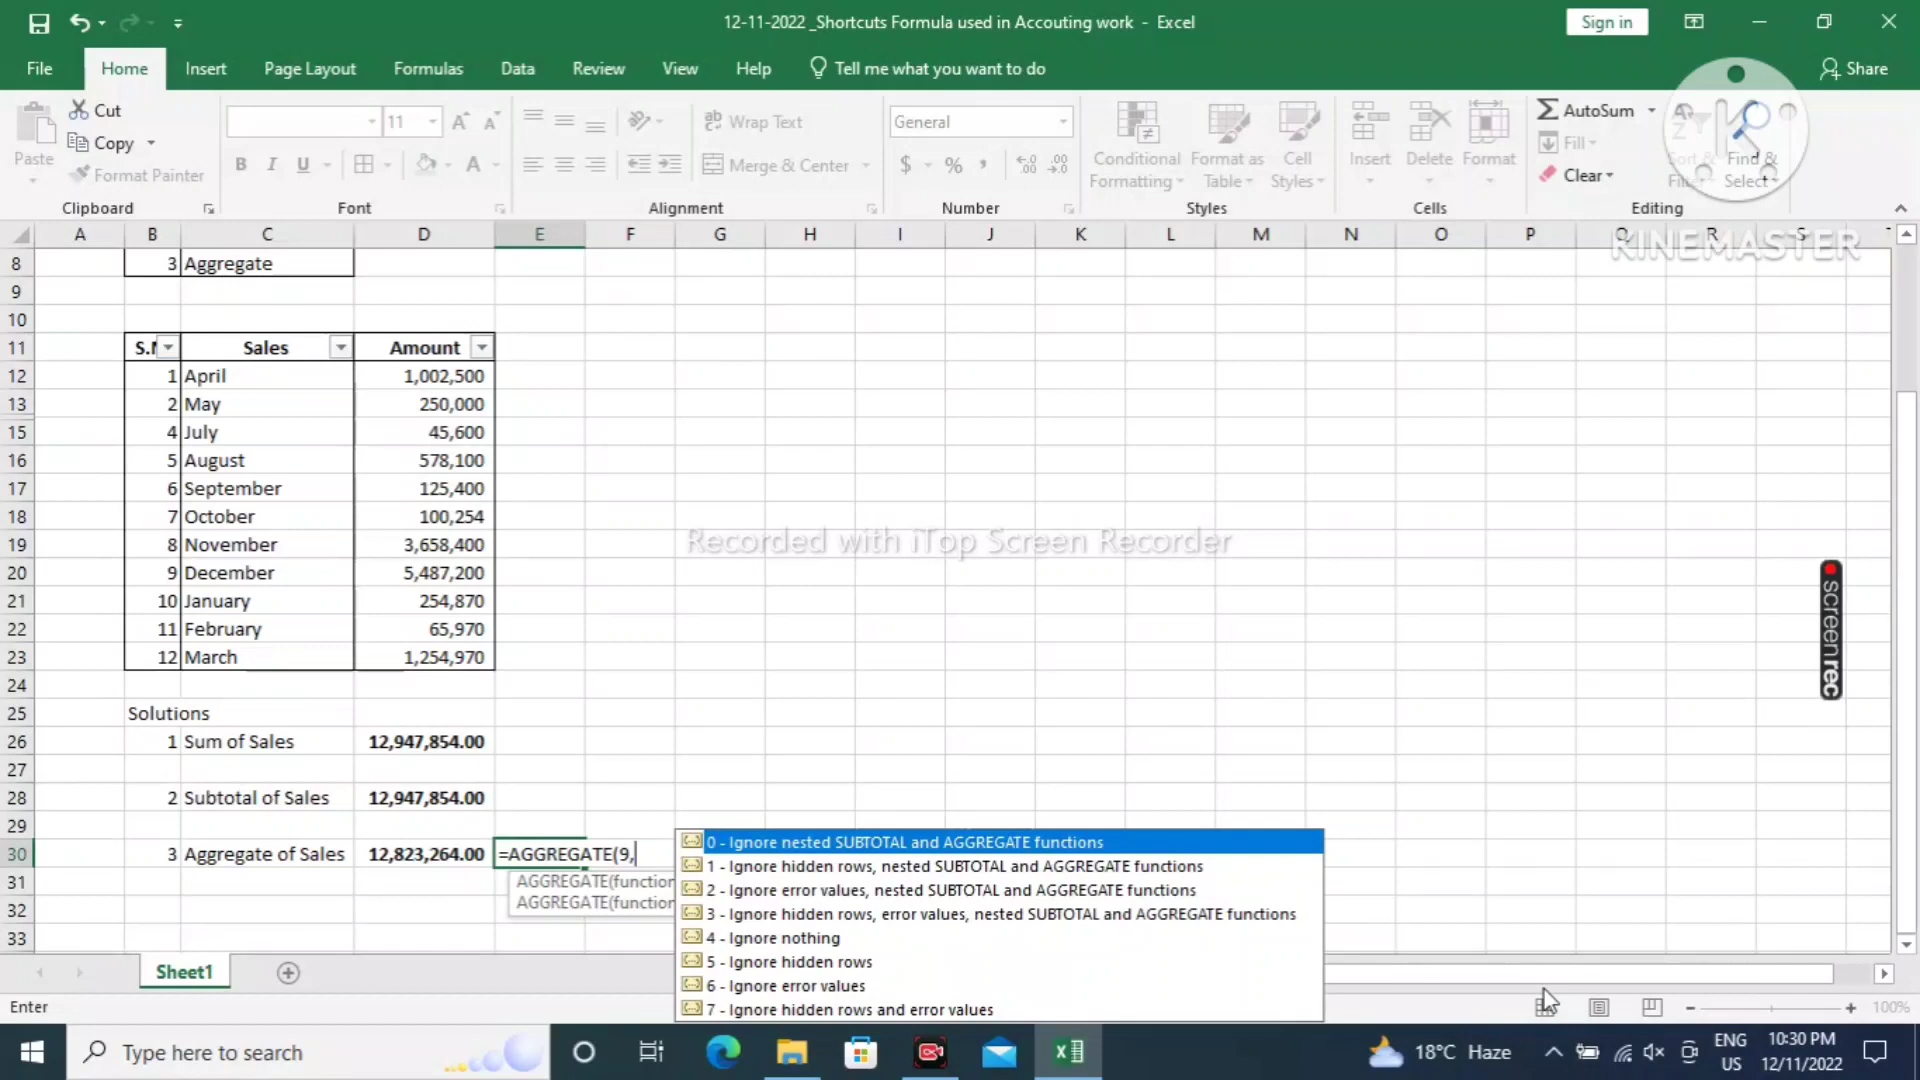 12-11-2022 _Shortcuts Formula used in Accouting work - Excel
Sign in
File Home Insert Page Layout Formulas Data Review View Help Tell me what you want to do Share
Paste
Cut
Copy
Format Painter
Clipboard
11
B I U
Font
Wrap Text
Merge & Center
Alignment
General
$ % ,
Number
Conditional Formatting
Format as Table
Cell Styles
Styles
Insert Delete Format
Cells
AutoSum
Fill
Clear
Find & Select
Editing
KINEMASTER
A B C D E F G H I J K L M N O P Q R S
8 3 Aggregate
9
10
11 Sales Amount
12 1 April 1,002,500
13 2 May 250,000
15 4 July 45,600
16 5 August 578,100
17 6 September 125,400
18 7 October 100,254
19 8 November 3,658,400
20 9 December 5,487,200
21 10 January 254,870
22 11 February 65,970
23 12 March 1,254,970
24
25 Solutions
26 1 Sum of Sales 12,947,854.00
27
28 2 Subtotal of Sales 12,947,854.00
29
30 3 Aggregate of Sales 12,823,264.00 =AGGREGATE(9,
31
32
33
AGGREGATE(function
AGGREGATE(function
0 - Ignore nested SUBTOTAL and AGGREGATE functions
1 - Ignore hidden rows, nested SUBTOTAL and AGGREGATE functions
2 - Ignore error values, nested SUBTOTAL and AGGREGATE functions
3 - Ignore hidden rows, error values, nested SUBTOTAL and AGGREGATE functions
4 - Ignore nothing
5 - Ignore hidden rows
6 - Ignore error values
7 - Ignore hidden rows and error values
Recorded with iTop Screen Recorder
screenrec
Sheet1
Enter
100%
Type here to search
18°C Haze
ENG
US
10:30 PM
12/11/2022